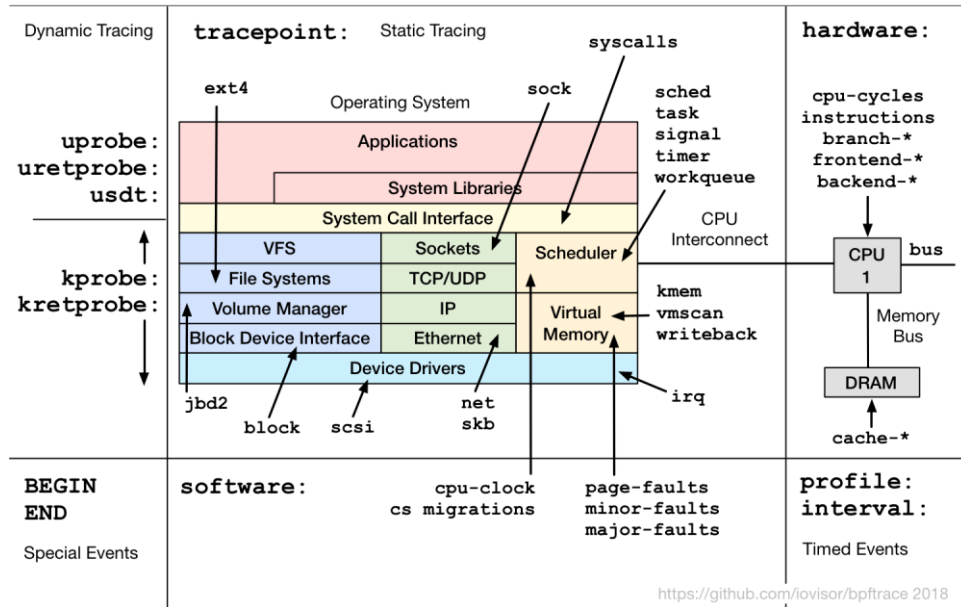 Dynamic Tracing
tracepoint: Static Tracing
hardware:
syscalls
ext4
Operating System
sock
sched
task
signal
timer
workqueue
cpu-cycles
instructions
branch-*
frontend-*
backend-*
uprobe:
uretprobe:
usdt:
Applications
System Libraries
System Call Interface
VFS
Sockets
Scheduler
File Systems
TCP/UDP
Volume Manager
IP
Virtual
Memory
Block Device Interface
Ethernet
Device Drivers
CPU
Interconnect
CPU
1
bus
kprobe:
kretprobe:
kmem
vmscan
writeback
Memory
Bus
DRAM
cache-*
jbd2
block
scsi
net
skb
irq
BEGIN
END
Special Events
software:
cpu-clock
cs migrations
page-faults
minor-faults
major-faults
profile:
interval:
Timed Events
https://github.com/iovisor/bpftrace 2018